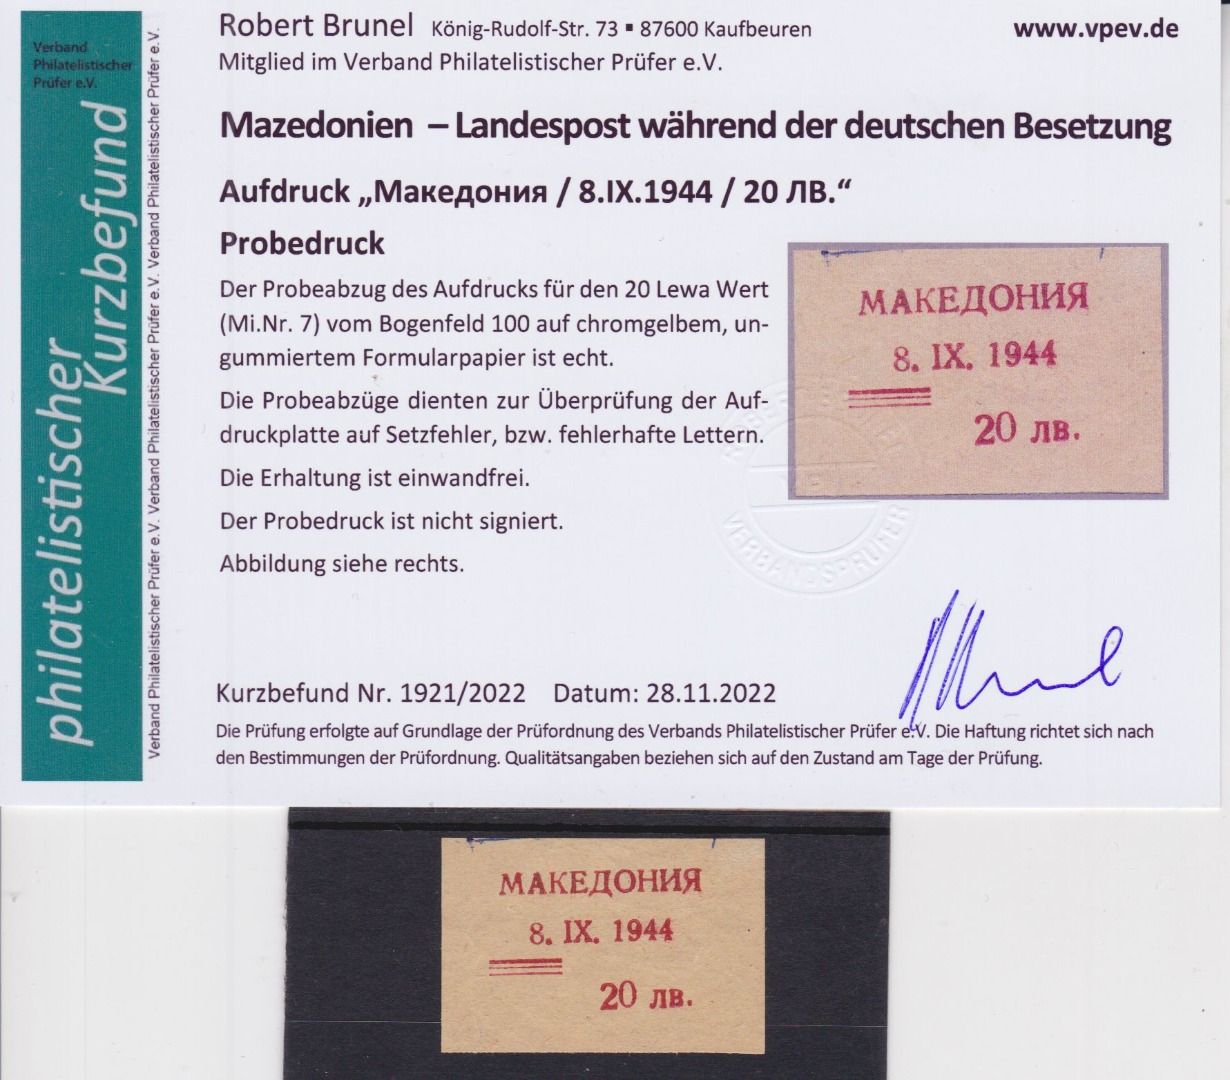 Verband
Philatelistischer
Prüfer e.V.
philatelistischer
Kurzbefund
Verband Philatelistischer Prüfer e.V. Verband Philatelistischer Prüfer e.V. Verband Philatelistischer Prüfer e.V. Verband Philatelistischer Prüfer e.V.
Robert Brunel König-Rudolf-Str. 73 ▪ 87600 Kaufbeuren
www.vpev.de
Mitglied im Verband Philatelistischer Prüfer e.V.
Mazedonien – Landespost während der deutschen Besetzung
Aufdruck „Македония / 8.IX.1944 / 20 ЛВ.“
Probedruck
Der Probeabzug des Aufdrucks für den 20 Lewa Wert
(Mi.Nr. 7) vom Bogenfeld 100 auf chromgelbem, un-
gummiertem Formularpapier ist echt.
Die Probeabzüge dienten zur Überprüfung der Auf-
druckplatte auf Setzfehler, bzw. fehlerhafte Lettern.
Die Erhaltung ist einwandfrei.
Der Probedruck ist nicht signiert.
Abbildung siehe rechts.
МАКЕДОНИЯ
8. IX. 1944
20 лв.
VERBANDSPRÜFER
Kurzbefund Nr. 1921/2022 Datum: 28.11.2022
Die Prüfung erfolgte auf Grundlage der Prüfordnung des Verbands Philatelistischer Prüfer e.V. Die Haftung richtet sich nach
den Bestimmungen der Prüfordnung. Qualitätsangaben beziehen sich auf den Zustand am Tage der Prüfung.
МАКЕДОНИЯ
8. IX. 1944
20 лв.